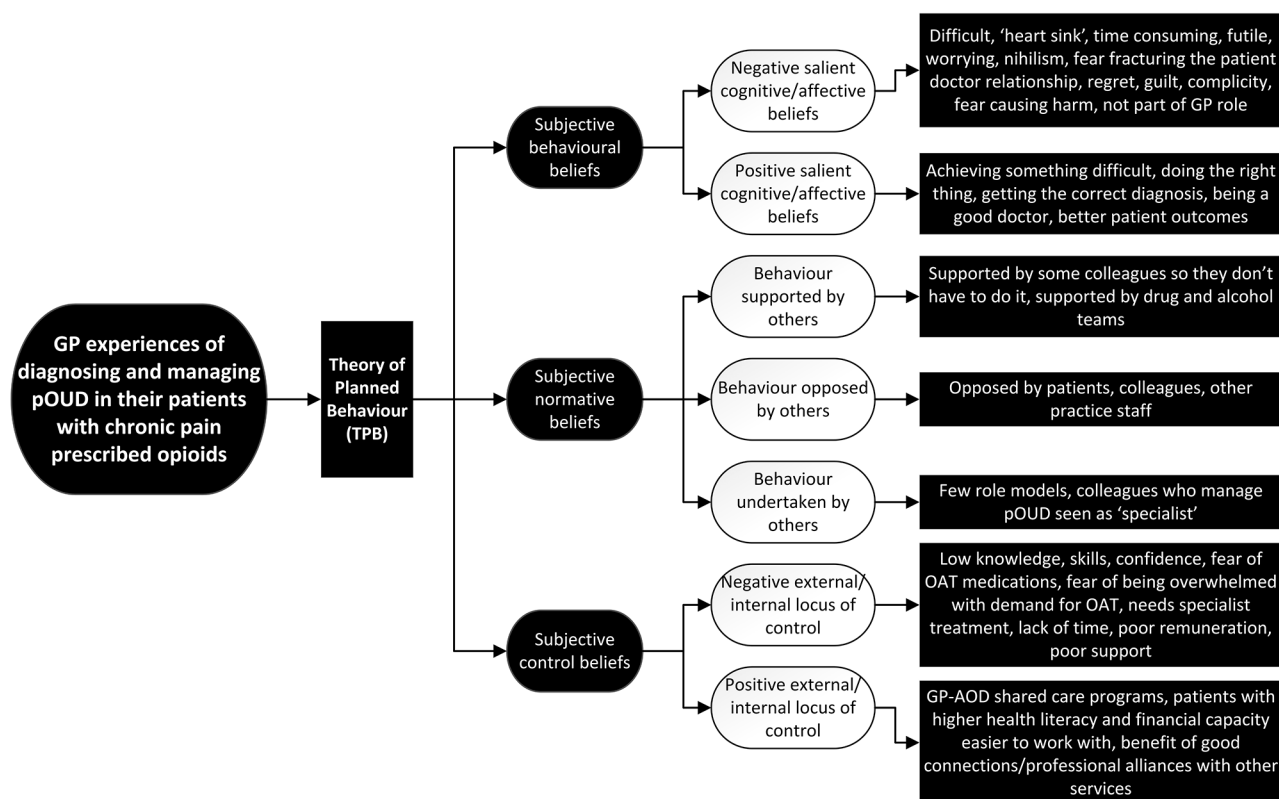 GP experiences of
diagnosing and managing
pOUD in their patients
with chronic pain
prescribed opioids
Theory of
Planned
Behaviour
(TPB)
Subjective
behavioural
beliefs
Negative salient
cognitive/affective
beliefs
Difficult, ‘heart sink’, time consuming, futile,
worrying, nihilism, fear fracturing the patient
doctor relationship, regret, guilt, complicity,
fear causing harm, not part of GP role
Positive salient
cognitive/affective
beliefs
Achieving something difficult, doing the right
thing, getting the correct diagnosis, being a
good doctor, better patient outcomes
Subjective
normative
beliefs
Behaviour
supported by
others
Supported by some colleagues so they don’t
have to do it, supported by drug and alcohol
teams
Behaviour opposed
by others
Opposed by patients, colleagues, other
practice staff
Behaviour
undertaken by
others
Few role models, colleagues who manage
pOUD seen as ‘specialist’
Subjective
control beliefs
Negative external/
internal locus of
control
Low knowledge, skills, confidence, fear of
OAT medications, fear of being overwhelmed
with demand for OAT, needs specialist
treatment, lack of time, poor remuneration,
poor support
Positive external/
internal locus of
control
GP-AOD shared care programs, patients with
higher health literacy and financial capacity
easier to work with, benefit of good
connections/professional alliances with other
services